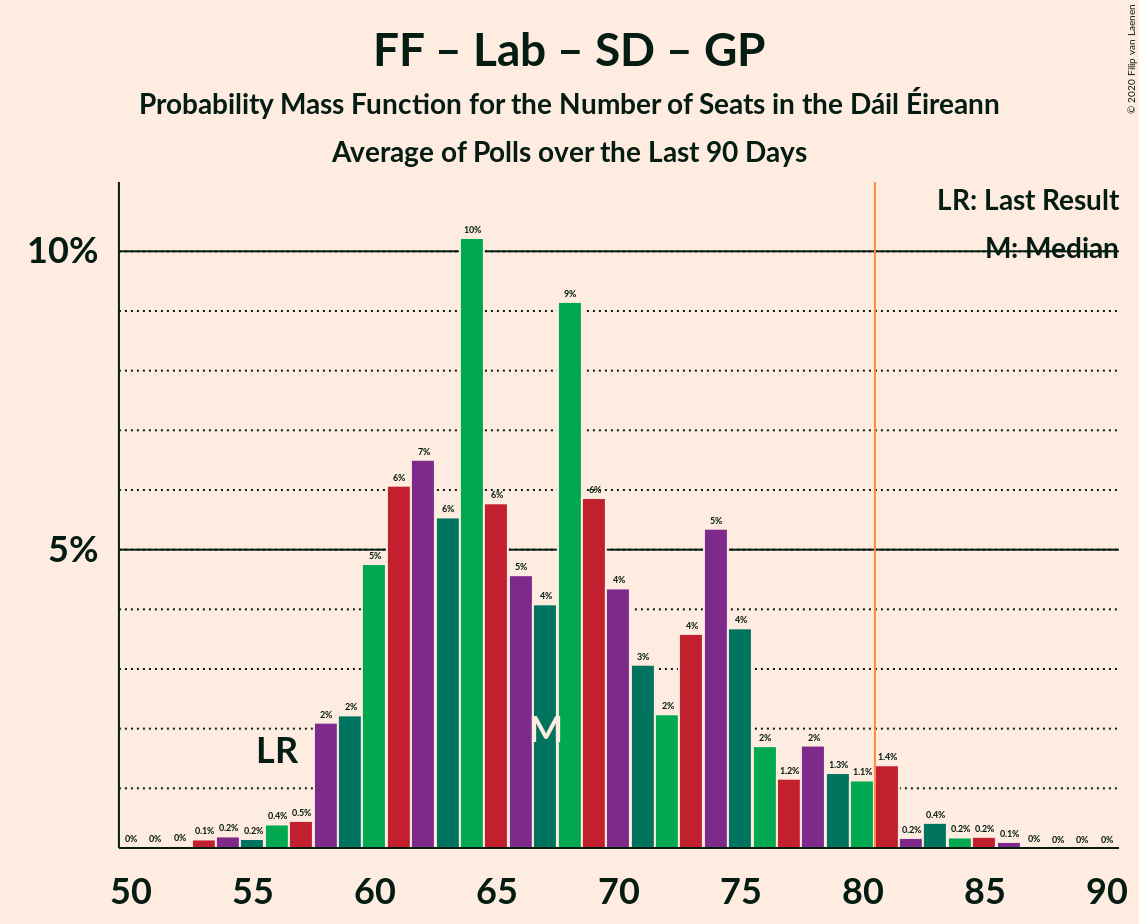 FF – Lab – SD – GP
Probability Mass Function for the Number of Seats in the Dáil Éireann
Average of Polls over the Last 90 Days
© 2020 Filip van Laenen
LR: Last Result
M: Median
10%
5%
0% 0% 0% 0.1% 0.2% 0.2% 0.4% 0.5% 2% 2% 5% 6% 7% 6% 10% 6% 5% 4% 9% 6% 4% 3% 2% 4% 5% 4% 2% 1.2% 2% 1.3% 1.1% 1.4% 0.2% 0.4% 0.2% 0.2% 0.1% 0% 0% 0% 0%
LR
M
50 55 60 65 70 75 80 85 90